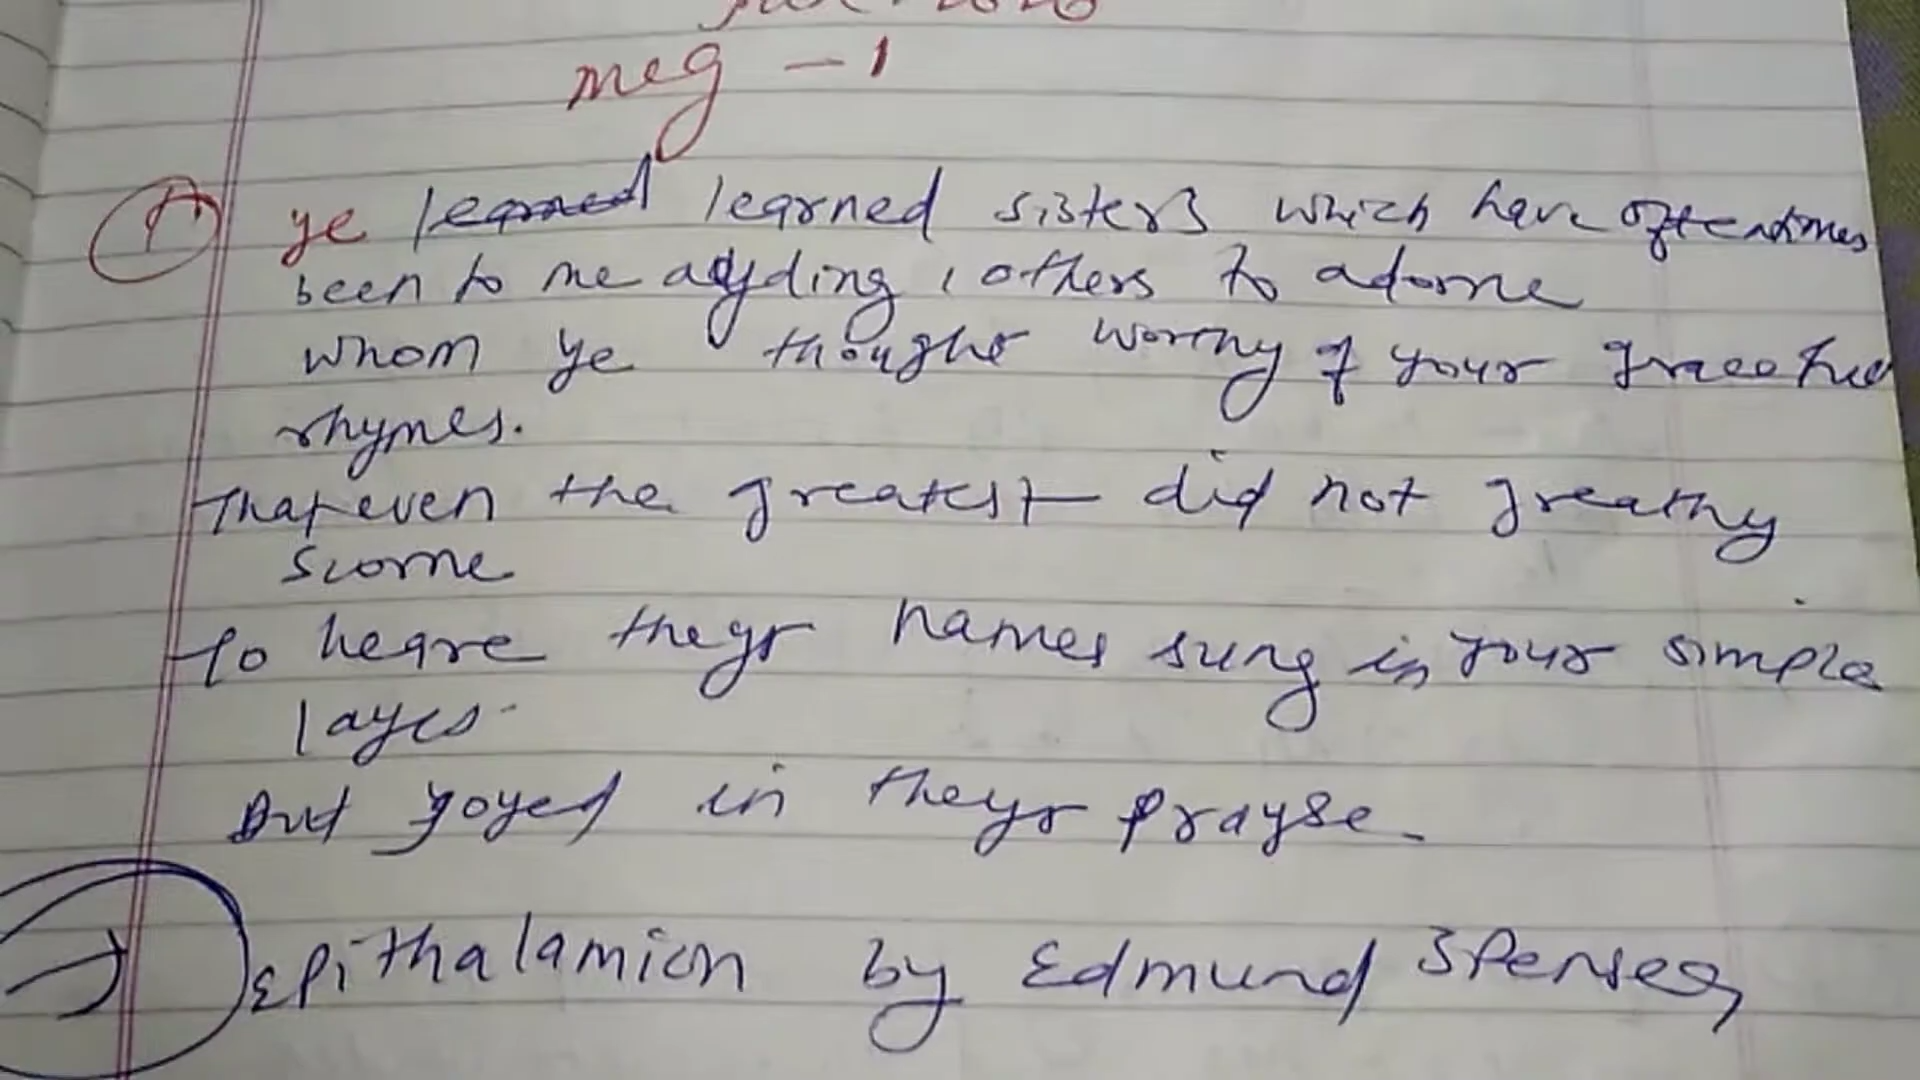 meg - 1
A ye learned learned sisters which have oftentimes
been to me ayding, others to adorne
whom ye thought worthy of your graceful
rhymes.
That even the greatest did not greatly
scorne
To heare theyr names sung in your simple
layes.
But joyed in theyr prayse.
→ Epithalamion by Edmund Spenser